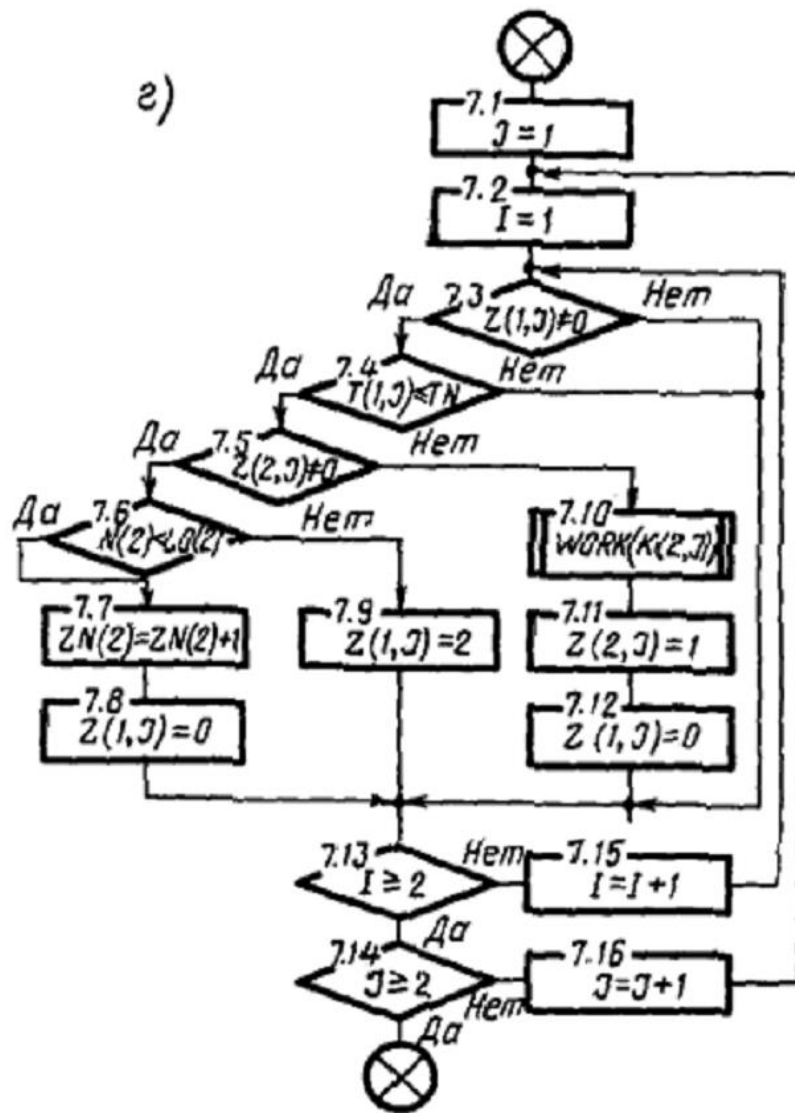 г)
7.1
J = 1
7.2
I = 1
Да
7.3
Нет
Z(1,J)≠0
Да
7.4
Нет
T(1,J)≤TN
Да
7.5
Нет
Z(2,J)≠0
Да
7.6
Нет
N(2)<LO(2)
7.10
WORK(K(2,J))
7.7
ZN(2)=ZN(2)+1
7.9
Z(1,J)=2
7.11
Z(2,J)=1
7.8
Z(1,J)=0
7.12
Z(1,J)=0
7.13
Нет
7.15
I ≥ 2
I=I+1
Да
7.14
7.16
J≥2
Нет
J=J+1
Да